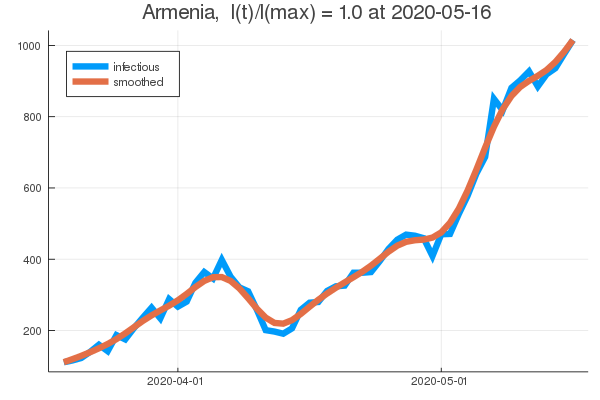 Armenia, I(t)/I(max) = 1.0 at 2020-05-16
1000
infectious
smoothed
800
600
400
200
2020-04-01
2020-05-01